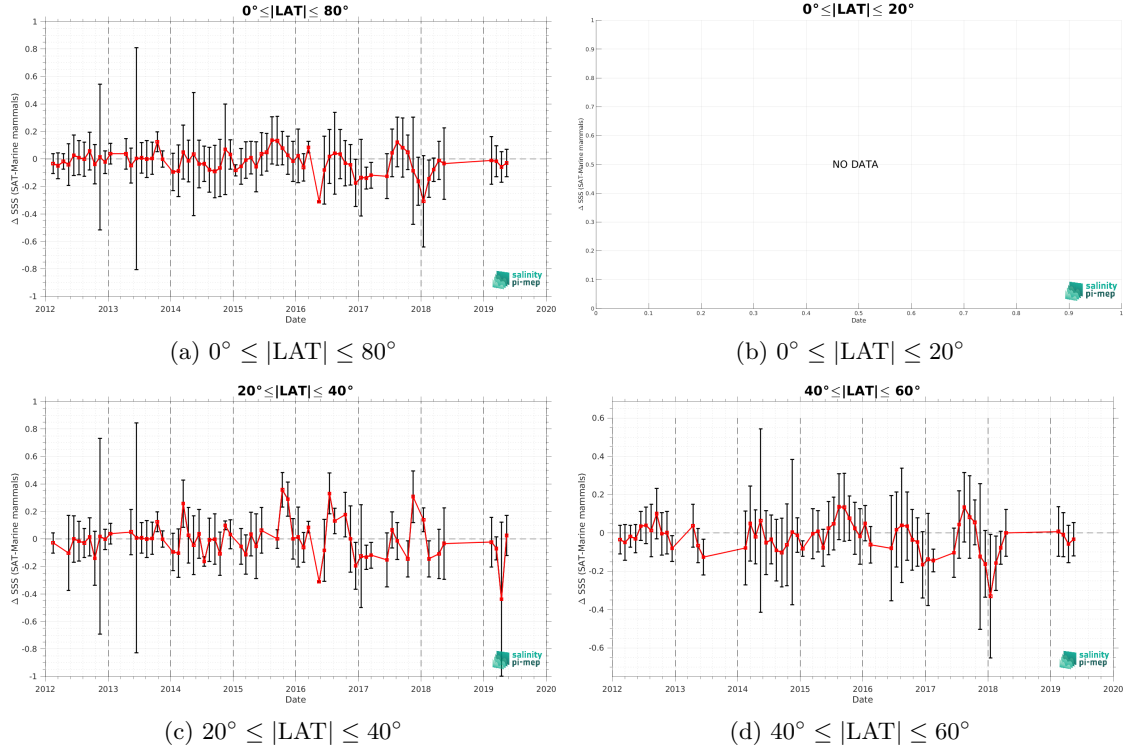 0°≤|LAT|≤ 80°
Δ SSS (SAT-Marine mammals)
1
0.8
0.6
0.4
0.2
0
-0.2
-0.4
-0.6
-0.8
-1
2012 2013 2014 2015 2016 2017 2018 2019 2020
Date
salinity
pi-mep
(a) 0° ≤ |LAT| ≤ 80°
0°≤|LAT|≤ 20°
Δ SSS (SAT-Marine mammals)
1
0.9
0.8
0.7
0.6
0.5
0.4
0.3
0.2
0.1
0
NO DATA
0 0.1 0.2 0.3 0.4 0.5 0.6 0.7 0.8 0.9 1
Date
salinity
pi-mep
(b) 0° ≤ |LAT| ≤ 20°
20°≤|LAT|≤ 40°
Δ SSS (SAT-Marine mammals)
1
0.8
0.6
0.4
0.2
0
-0.2
-0.4
-0.6
-0.8
-1
2012 2013 2014 2015 2016 2017 2018 2019 2020
Date
salinity
pi-mep
(c) 20° ≤ |LAT| ≤ 40°
40°≤|LAT|≤ 60°
Δ SSS (SAT-Marine mammals)
0.6
0.4
0.2
0
-0.2
-0.4
-0.6
2012 2013 2014 2015 2016 2017 2018 2019 2020
Date
salinity
pi-mep
(d) 40° ≤ |LAT| ≤ 60°